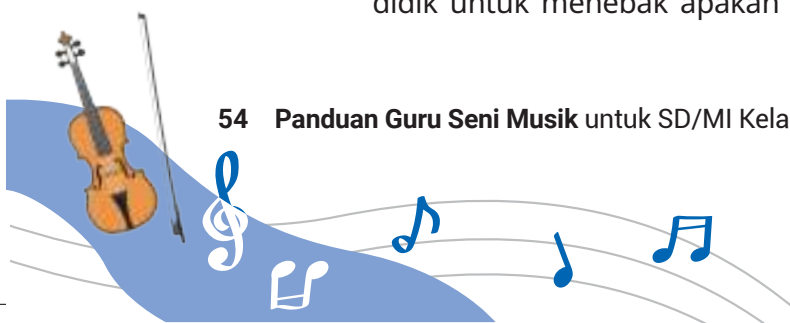 didik untuk menebak apakah
54 Panduan Guru Seni Musik untuk SD/MI Kela